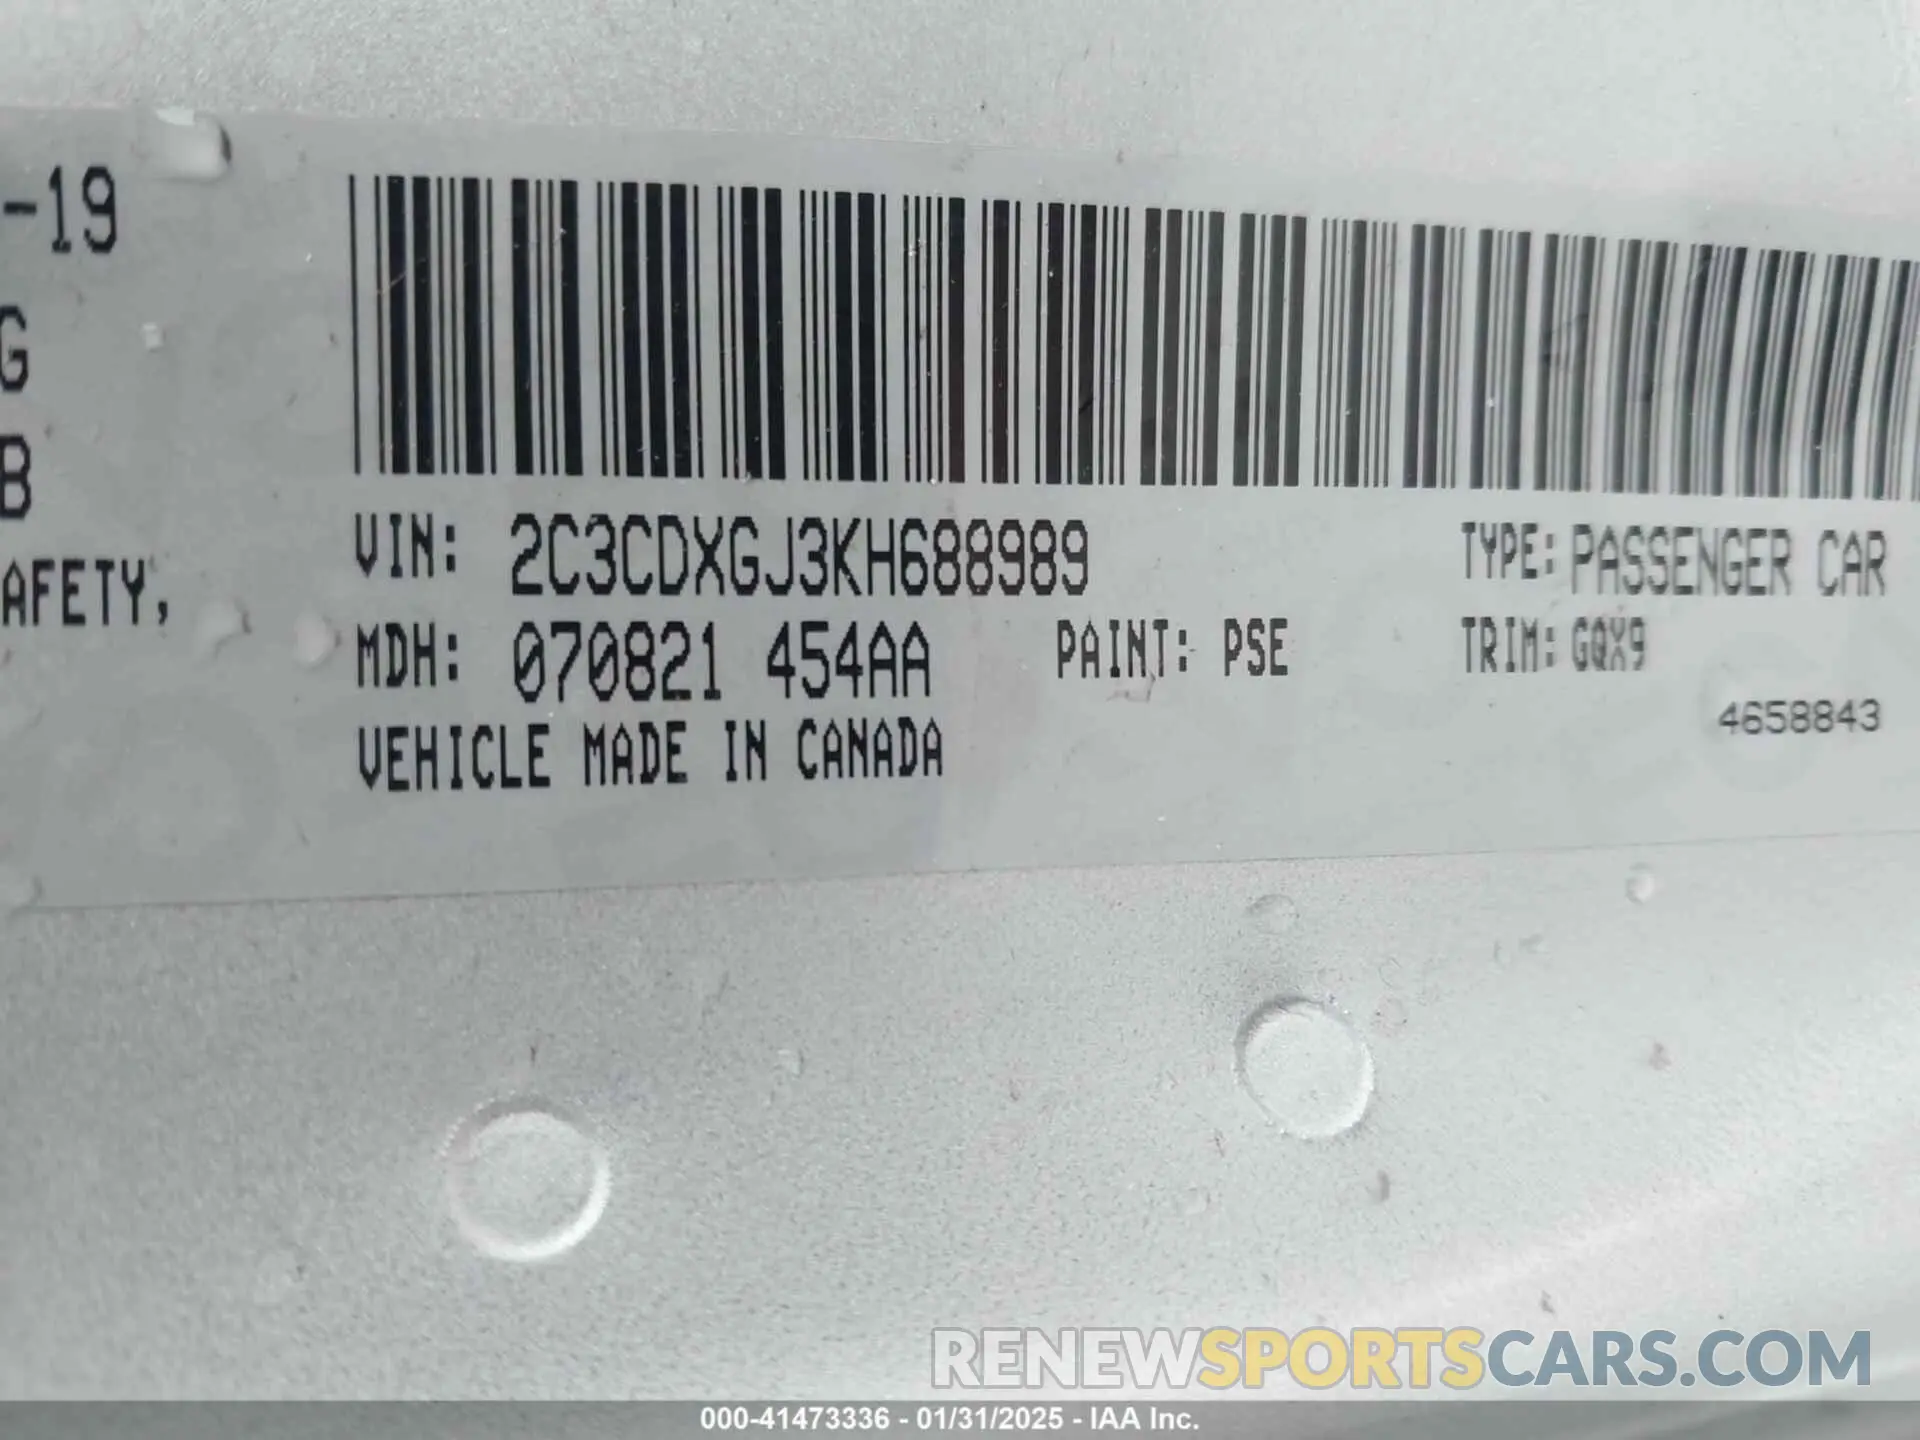 -19
G
B
AFETY,
VIN: 2C3CDXGJ3KH688989
TYPE: PASSENGER CAR
MDH: 070821 454AA
PAINT: PSE
TRIM: GQX9
4658843
VEHICLE MADE IN CANADA
RENEWSPORTSCARS.COM
000-41473336 - 01/31/2025 - IAA Inc.